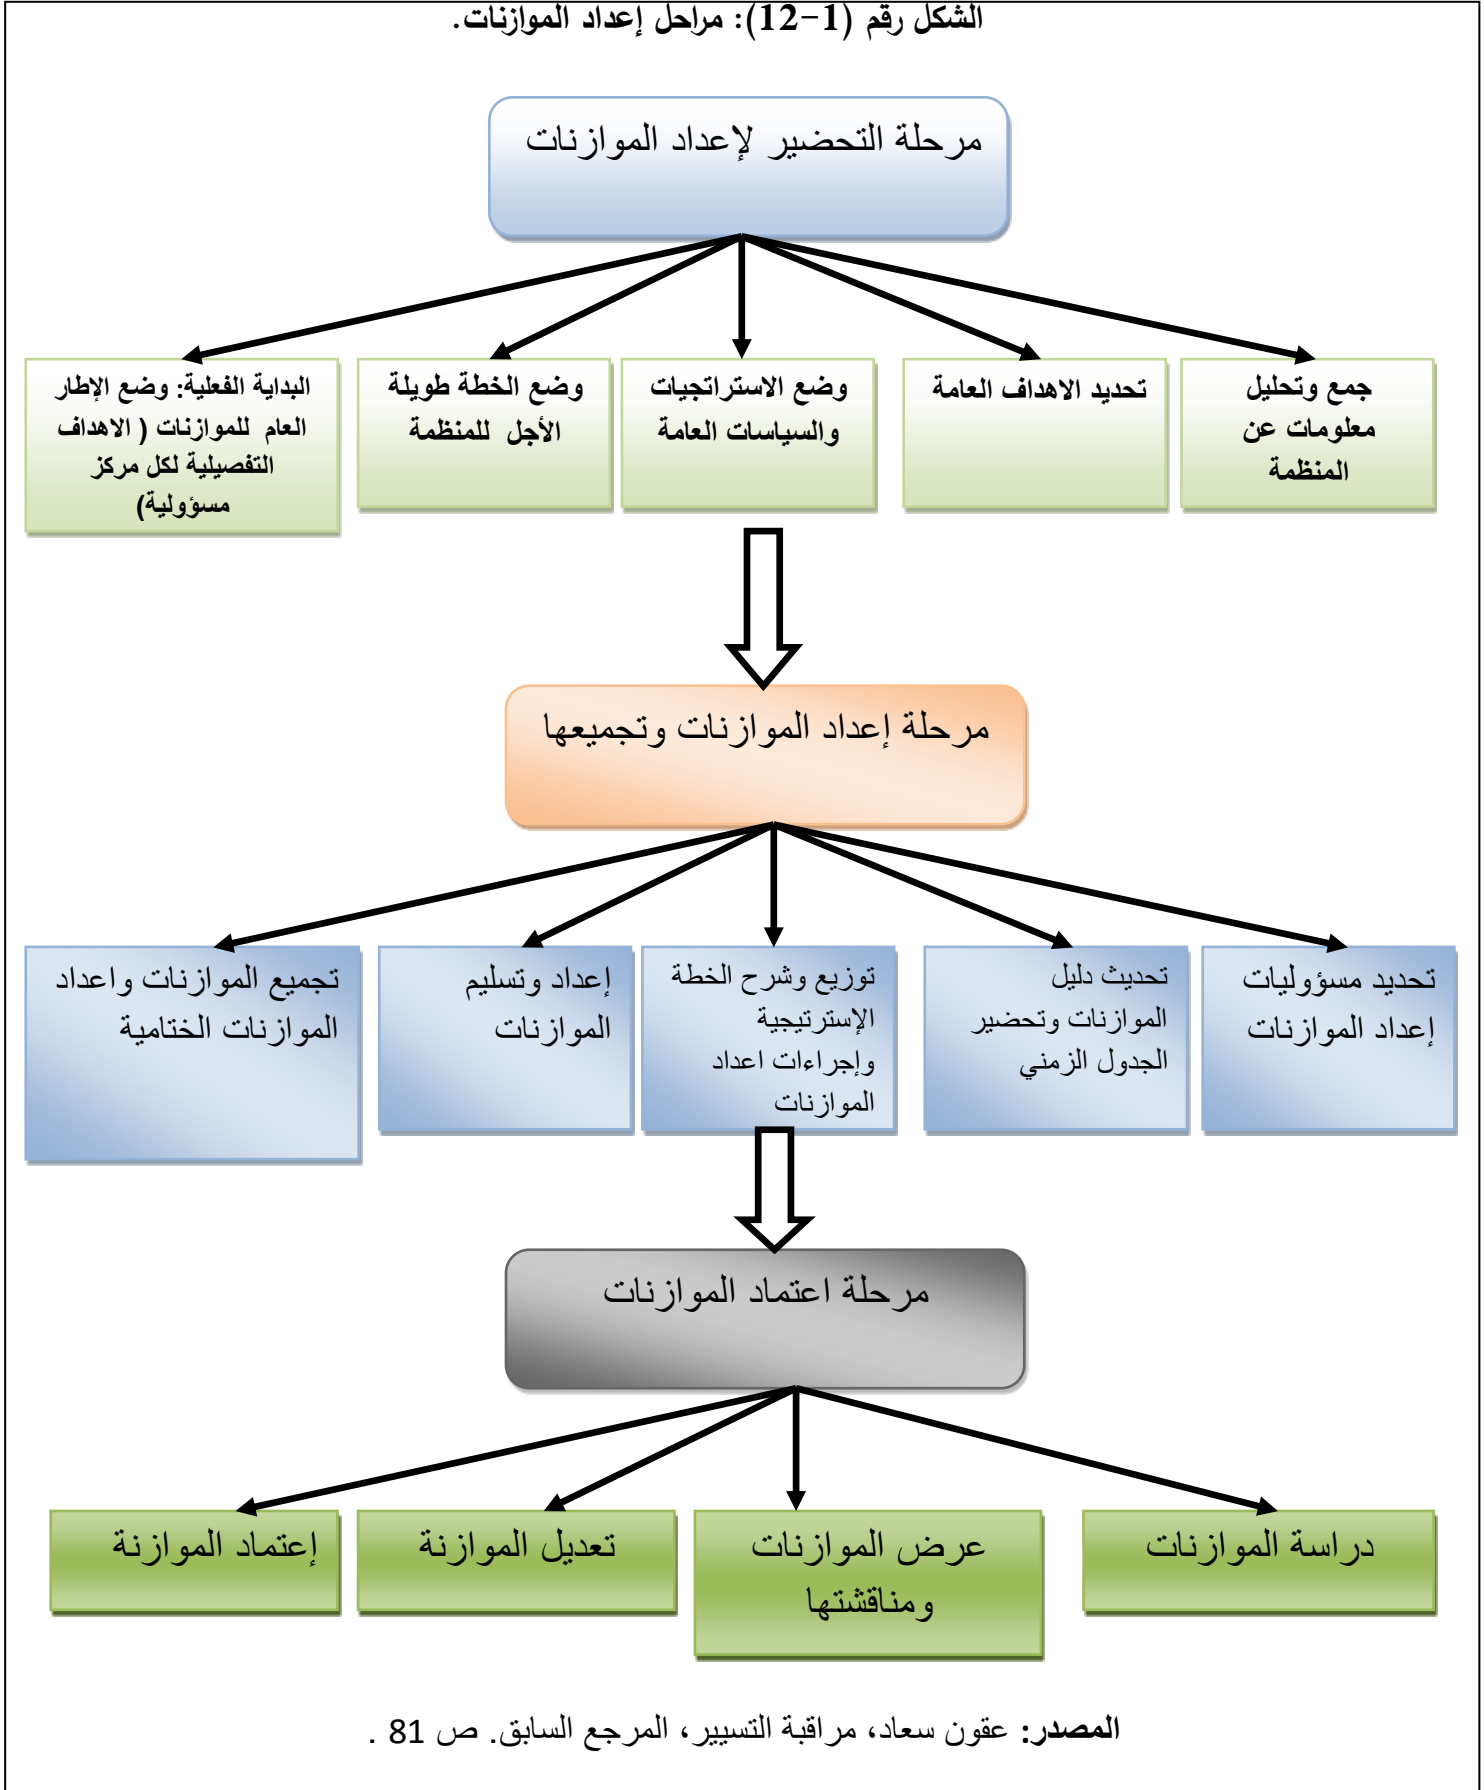 الشكل رقم (1-12): مراحل إعداد الموازنات.
مرحلة التحضير لإعداد الموازنات
جمع وتحليل
معلومات عن
المنظمة
تحديد الاهداف العامة
وضع الاستراتجيات
والسياسات العامة
وضع الخطة طويلة
الأجل للمنظمة
البداية الفعلية: وضع الإطار
العام للموازنات ( الاهداف
التفصيلية لكل مركز
مسؤولية)
مرحلة إعداد الموازنات وتجميعها
تحديد مسؤوليات
إعداد الموازنات
تحديث دليل
الموازنات وتحضير
الجدول الزمني
توزيع وشرح الخطة
الإسترتيجية
وإجراءات اعداد
الموازنات
إعداد وتسليم
الموازنات
تجميع الموازنات واعداد
الموازنات الختامية
مرحلة اعتماد الموازنات
دراسة الموازنات
عرض الموازنات
ومناقشتها
تعديل الموازنة
إعتماد الموازنة
المصدر: عقون سعاد، مراقبة التسيير، المرجع السابق. ص 81 .